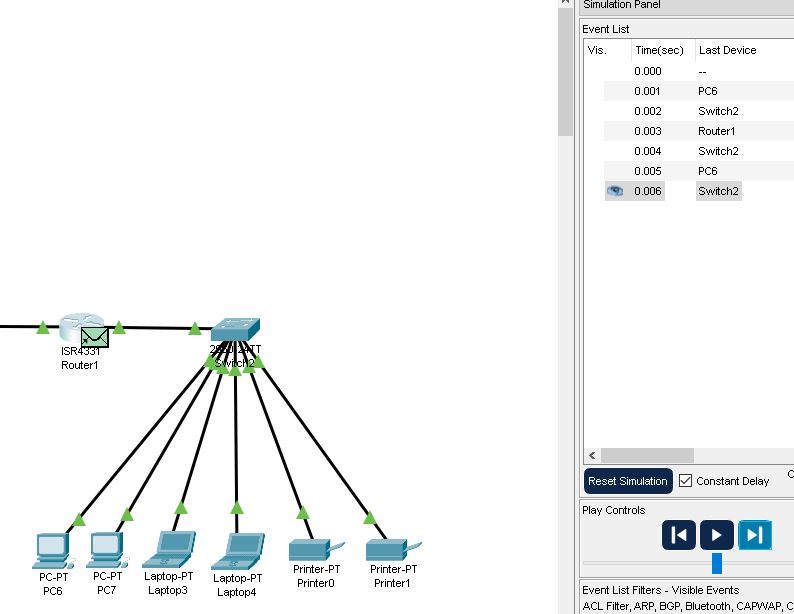 Simulation Panel
Event List
Vis. Time(sec) Last Device
0.000 --
0.001 PC6
0.002 Switch2
0.003 Router1
0.004 Switch2
0.005 PC6
0.006 Switch2
ISR4331
Router1
Switch2
Reset Simulation Constant Delay
Play Controls
PC-PT
PC6
PC-PT
PC7
Laptop-PT
Laptop3
Laptop-PT
Laptop4
Printer-PT
Printer0
Printer-PT
Printer1
Event List Filters - Visible Events
ACL Filter, ARP, BGP, Bluetooth, CAPWAP,